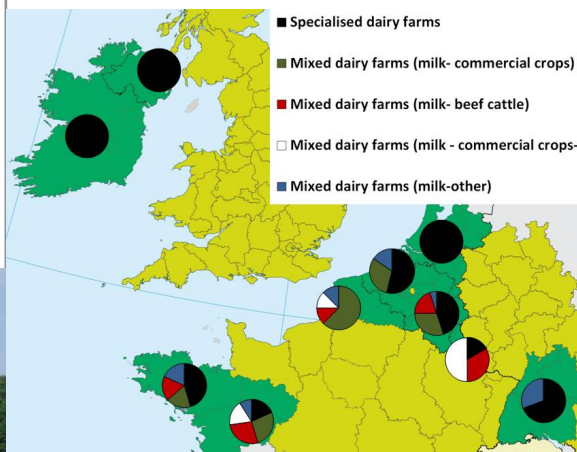 Specialised dairy farms
Mixed dairy farms (milk- commercial crops)
Mixed dairy farms (milk- beef cattle)
Mixed dairy farms (milk - commercial crops-
Mixed dairy farms (milk-other)